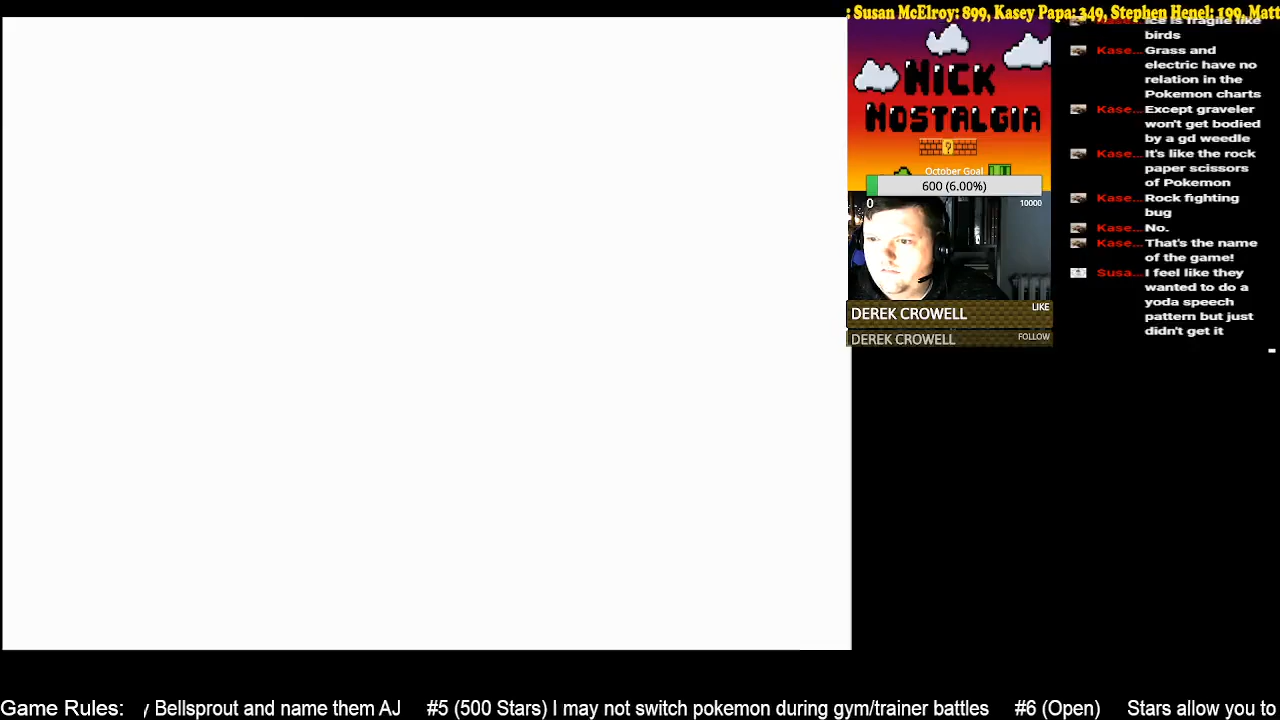 : Susan McElroy: 899, Kasey Papa: 349, Stephen Henel: 199, Matt
NICK
NOSTALGIA
October Goal
600 (6.00%)
0
10000
DEREK CROWELL
LIKE
DEREK CROWELL
FOLLOW
Ice is fragile like
birds
Kase... Grass and
electric have no
relation in the
Pokemon charts
Kase... Except graveler
won't get bodied
by a gd weedle
Kase... It's like the rock
paper scissors
of Pokemon
Kase... Rock fighting
bug
Kase... No.
Kase... That's the name
of the game!
Susa... I feel like they
wanted to do a
yoda speech
pattern but just
didn't get it
Game Rules: y Bellsprout and name them AJ #5 (500 Stars) I may not switch pokemon during gym/trainer battles #6 (Open) Stars allow you to